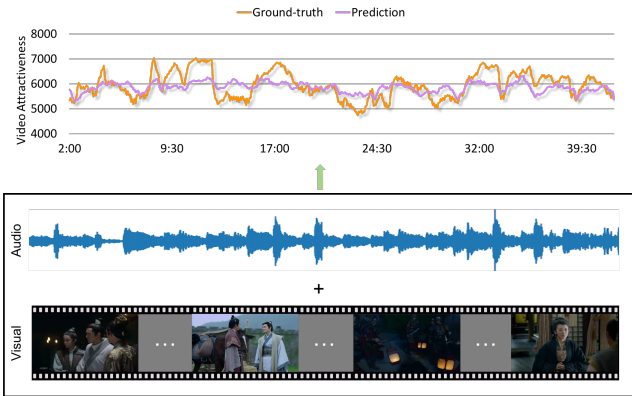 Ground-truth Prediction
Video Attractiveness
8000
7000
6000
5000
4000
2:00 9:30 17:00 24:30 32:00 39:30
Audio
+
Visual
... ... ...